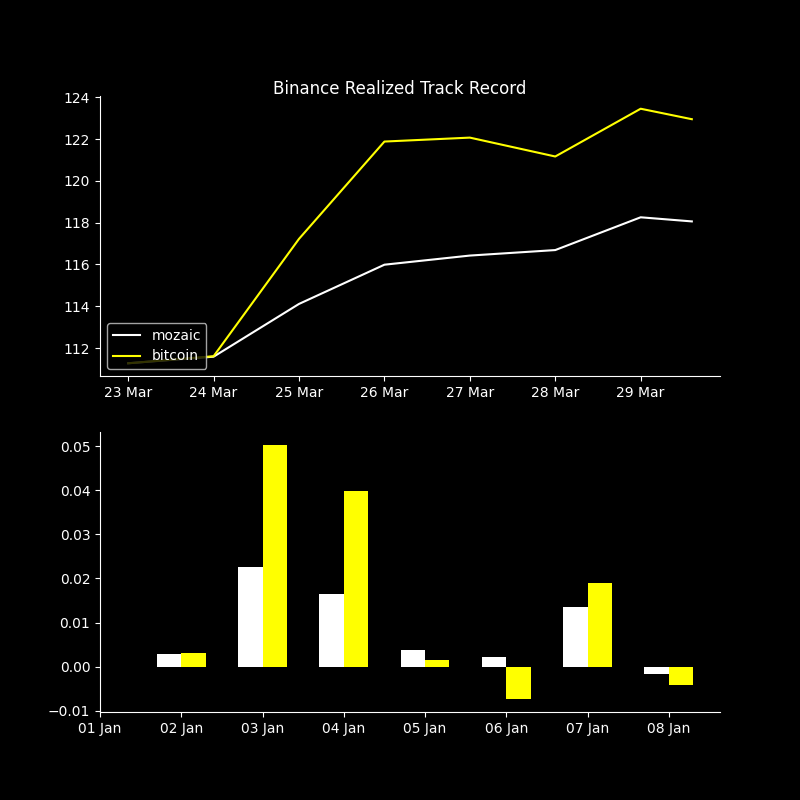 Binance Realized Track Record
124
122
120
118
116
114
112
mozaic
bitcoin
23 Mar 24 Mar 25 Mar 26 Mar 27 Mar 28 Mar 29 Mar
0.05
0.04
0.03
0.02
0.01
0.00
−0.01
01 Jan 02 Jan 03 Jan 04 Jan 05 Jan 06 Jan 07 Jan 08 Jan